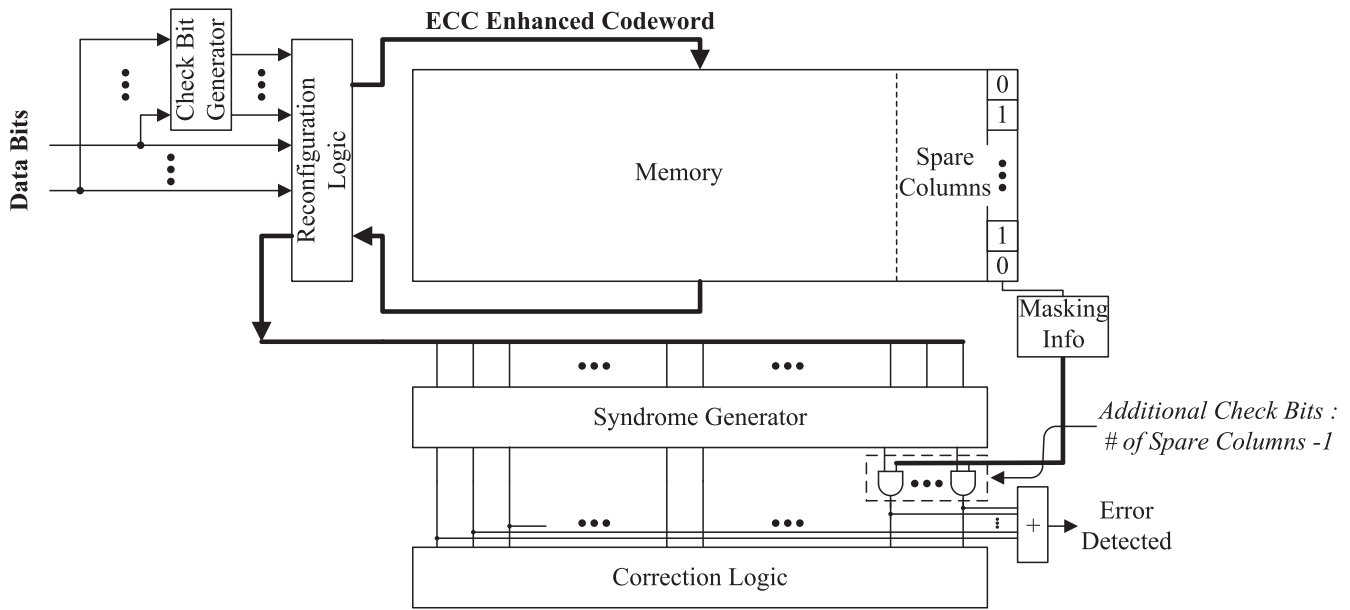 ECC Enhanced Codeword
Data Bits
Check Bit
Generator
Reconfiguration
Logic
Memory
Spare
Columns
0
1
1
0
Masking
Info
Syndrome Generator
Additional Check Bits :
# of Spare Columns -1
+
Error
Detected
Correction Logic